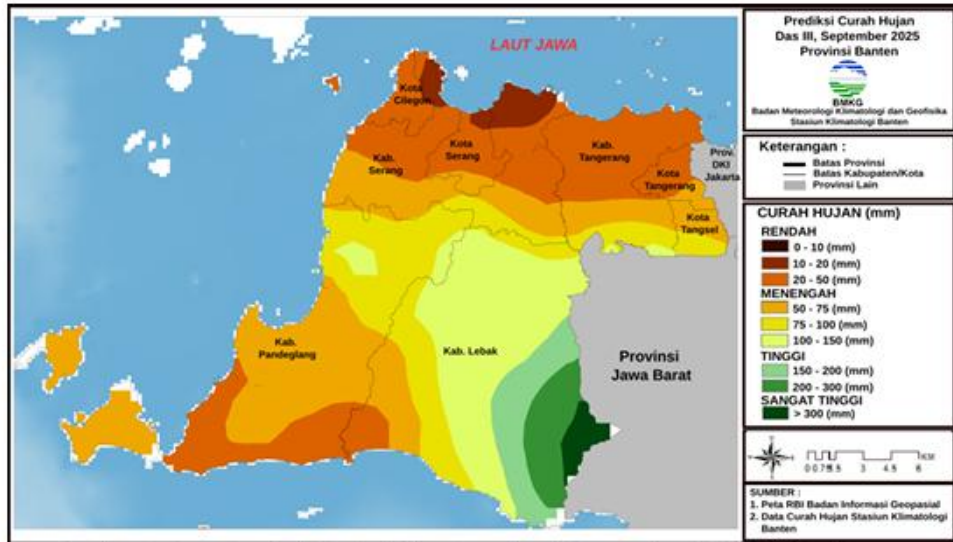 LAUT JAWA
Kota
Cilegon
Kab.
Serang
Kota
Serang
Kab.
Tangerang
Kota
Tangerang
Prov.
DKI
Jakarta
Kota
Tangsel
Kab.
Pandeglang
Kab. Lebak
Provinsi
Jawa Barat
Prediksi Curah Hujan
Das III, September 2025
Provinsi Banten
BMKG
Badan Meteorologi Klimatologi dan Geofisika
Stasiun Klimatologi Banten
Keterangan :
Batas Provinsi
Batas Kabupaten/Kota
Provinsi Lain
CURAH HUJAN (mm)
RENDAH
0 - 10 (mm)
10 - 20 (mm)
20 - 50 (mm)
MENENGAH
50 - 75 (mm)
75 - 100 (mm)
100 - 150 (mm)
TINGGI
150 - 200 (mm)
200 - 300 (mm)
SANGAT TINGGI
> 300 (mm)
3 4.5 6
SUMBER :
1. Peta RBI Badan Informasi Geopasial
2. Data Curah Hujan Stasiun Klimatologi
Banten